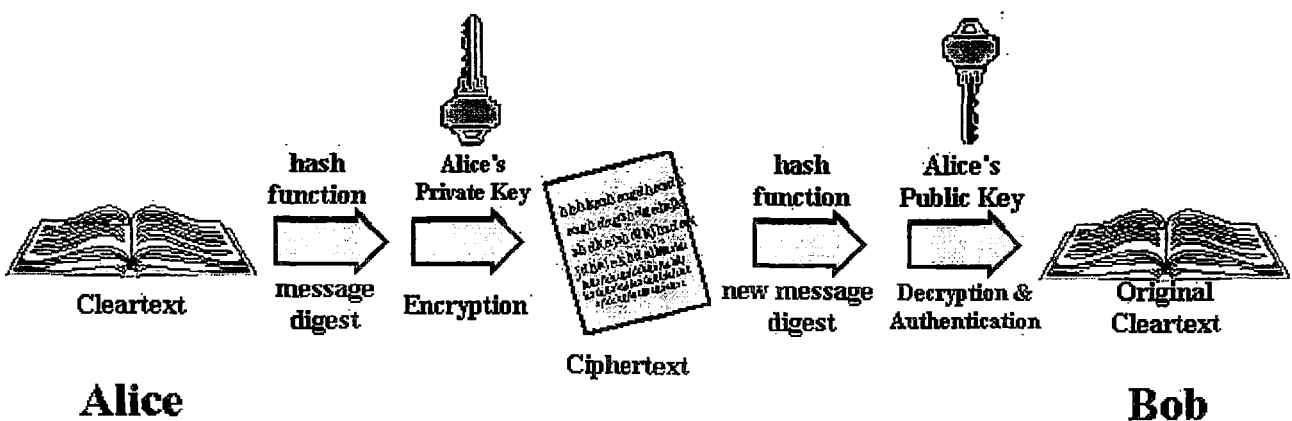 hash
function
Alice's
Private Key
hash
function
Alice's
Public Key
Cleartext
message
digest
Encryption
Ciphertext
new message
digest
Decryption &
Authentication
Original
Cleartext
Alice
Bob